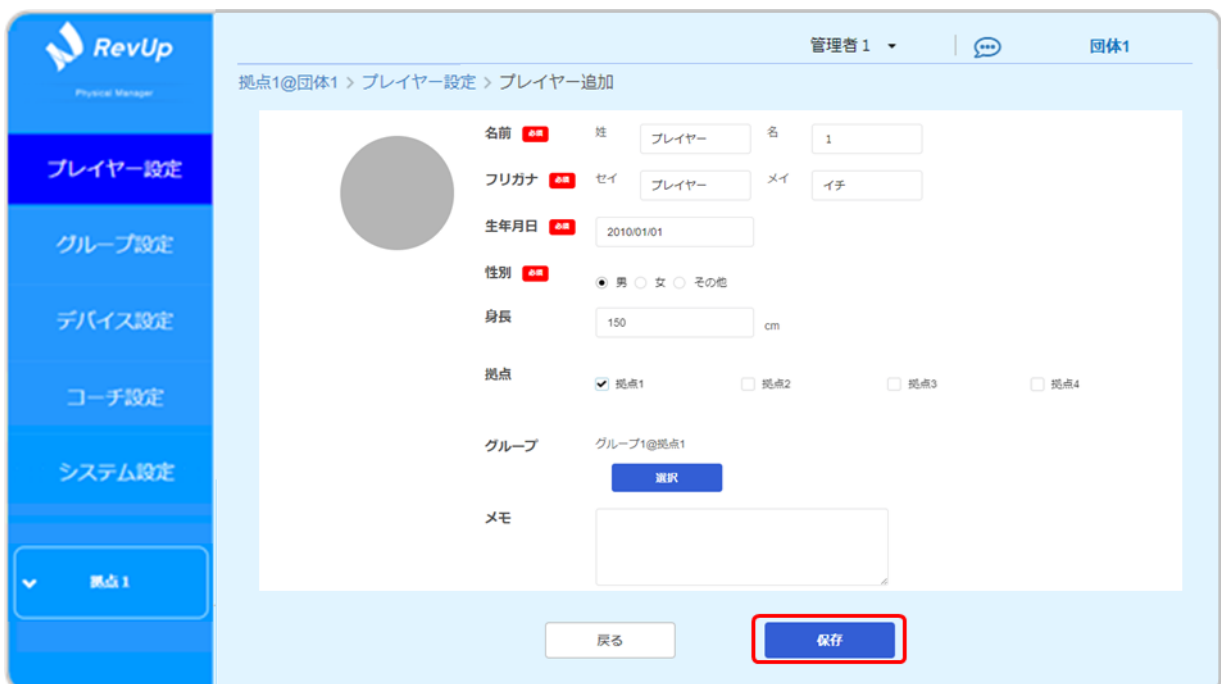 RevUp
Physical Manager
プレイヤー設定
グループ設定
デバイス設定
コーチ設定
システム設定
拠点1
管理者1
団体1
拠点1@団体1 > プレイヤー設定 > プレイヤー追加
名前 必須 姓 プレイヤー 名 1
フリガナ 必須 セイ プレイヤー メイ イチ
生年月日 必須 2010/01/01
性別 必須 男 女 その他
身長 150 cm
拠点 拠点1 拠点2 拠点3 拠点4
グループ グループ1@拠点1
選択
メモ
戻る 保存